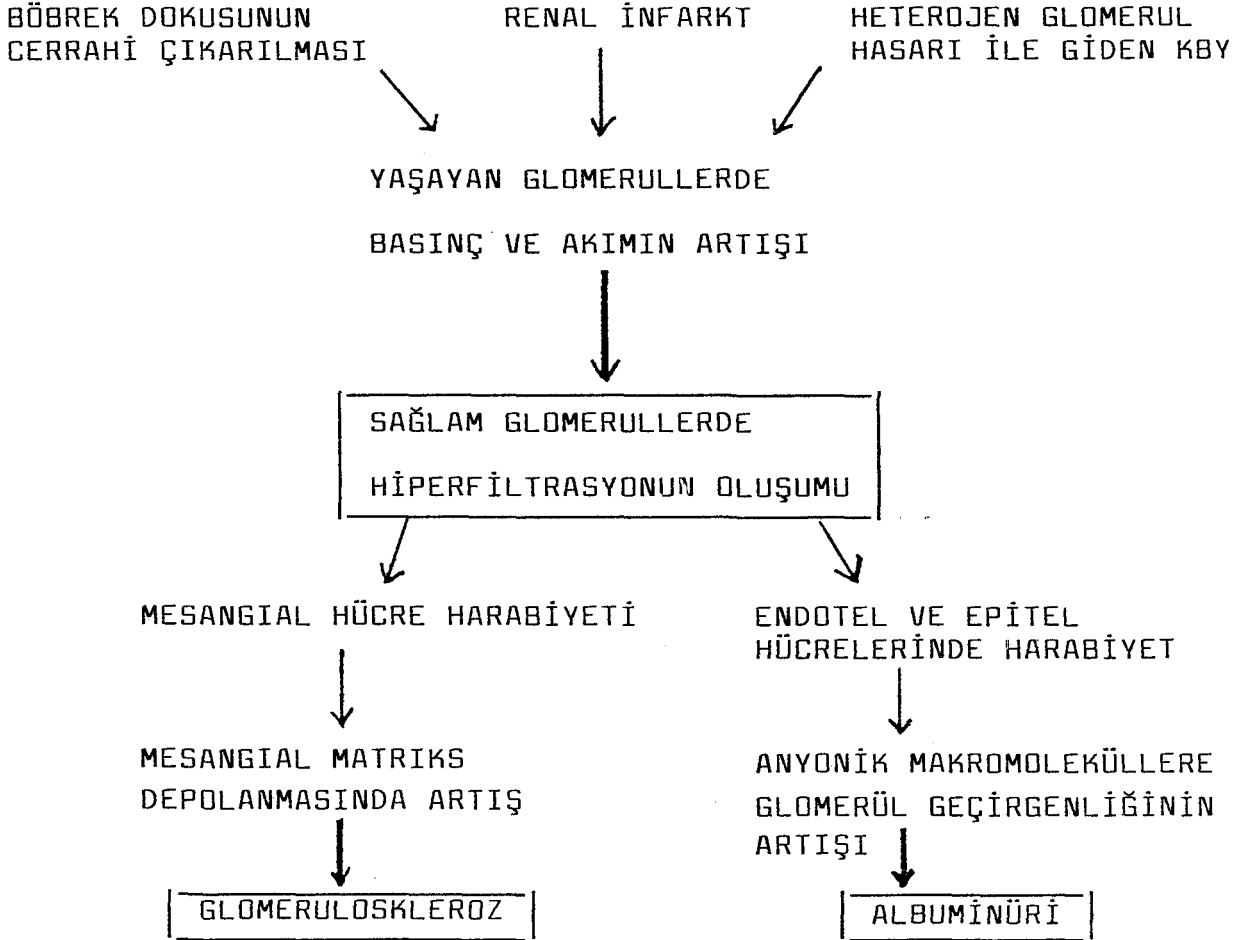 BÖBREK DOKUSUNUN
CERRAHİ ÇIKARILMASI
RENAL İNFARKT
HETEROJEN GLOMERUL
HASARI İLE GİDEN KBY
YAŞAYAN GLOMERULLERDE
BASINÇ VE AKIMIN ARTIŞI
SAĞLAM GLOMERULLERDE
HİPERFİLTRASYONUN OLUŞUMU
MESANGIAL HÜCRE HARABİYETİ
MESANGIAL MATRIKS
DEPOLANMASINDA ARTIŞ
GLOMERULOSKLEROZ
ENDOTEL VE EPİTEL
HÜCRELERİNDE HARABİYET
ANYONİK MAKROMOLEKÜLLERE
GLOMERÜL GEÇİRGENLİĞİNİN
ARTIŞI
ALBUMİNÜRİ